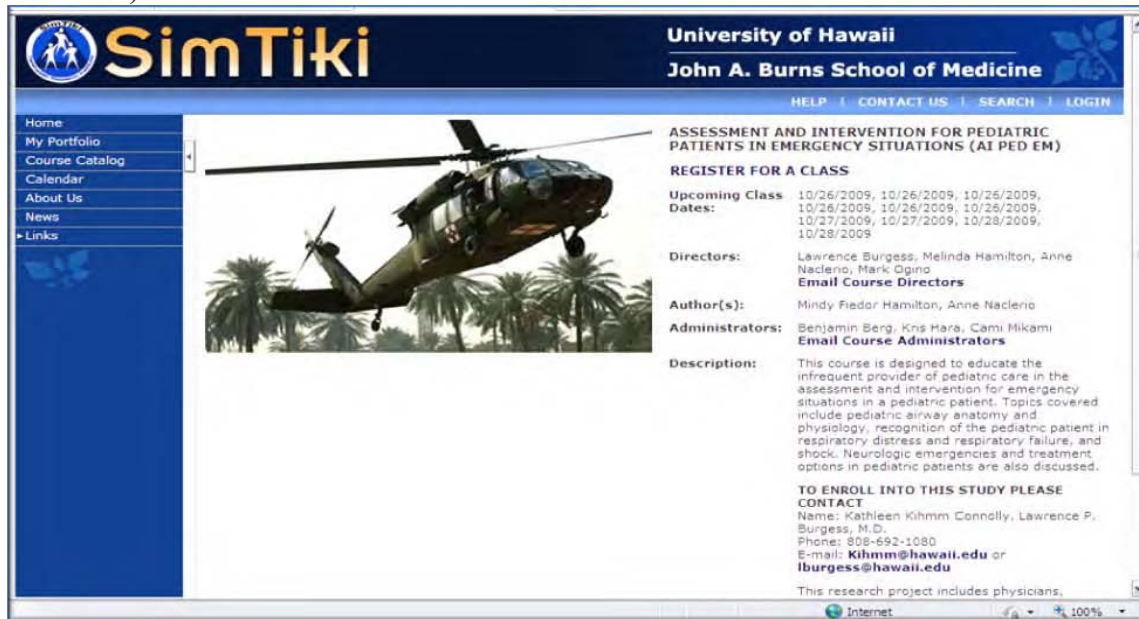 SimTiki
SimTiki
University of Hawaii
John A. Burns School of Medicine
HELP | CONTACT US | SEARCH | LOGIN
Home
My Portfolio
Course Catalog
Calendar
About Us
News
Links
ASSESSMENT AND INTERVENTION FOR PEDIATRIC
PATIENTS IN EMERGENCY SITUATIONS (AI PED EM)
REGISTER FOR A CLASS
Upcoming Class 10/26/2009, 10/26/2009, 10/26/2009,
Dates: 10/26/2009, 10/26/2009, 10/26/2009,
10/27/2009, 10/27/2009, 10/28/2009,
10/28/2009
Directors: Lawrence Burgess, Melinda Hamilton, Anne
Naclerio, Mark Ogino
Email Course Directors
Author(s): Mindy Fiedor Hamilton, Anne Naclerio
Administrators: Benjamin Berg, Kris Hara, Cami Mikami
Email Course Administrators
Description: This course is designed to educate the
infrequent provider of pediatric care in the
assessment and intervention for emergency
situations in a pediatric patient. Topics covered
include pediatric airway anatomy and
physiology, recognition of the pediatric patient in
respiratory distress and respiratory failure, and
shock. Neurologic emergencies and treatment
options in pediatric patients are also discussed.
TO ENROLL INTO THIS STUDY PLEASE
CONTACT
Name: Kathleen Kihmm Connolly, Lawrence P.
Burgess, M.D.
Phone: 808-692-1080
E-mail: Kihmm@hawaii.edu or
lburgess@hawaii.edu
This research project includes physicians,
Internet
100%